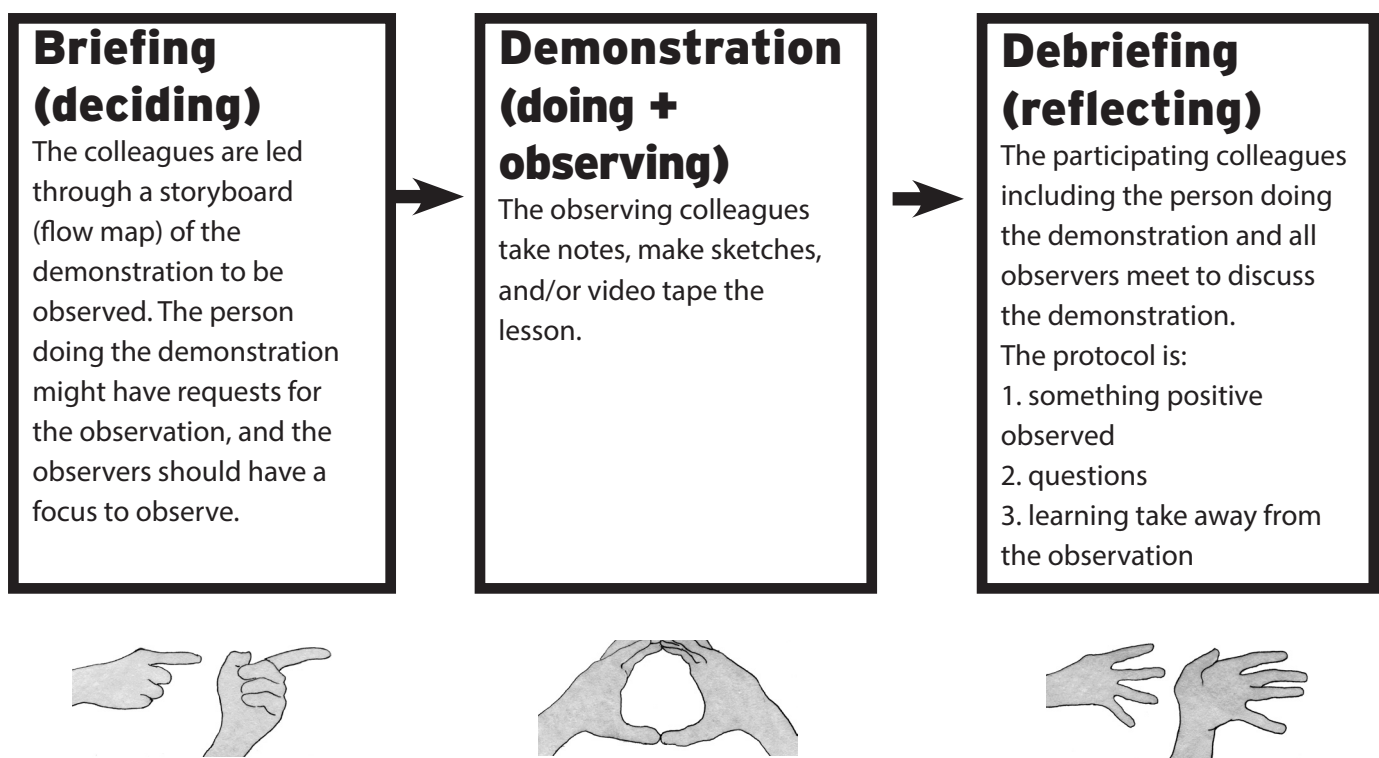 Briefing
(deciding)
The colleagues are led
through a storyboard
(flow map) of the
demonstration to be
observed. The person
doing the demonstration
might have requests for
the observation, and the
observers should have a
focus to observe.
Demonstration
(doing +
observing)
The observing colleagues
take notes, make sketches,
and/or video tape the
lesson.
Debriefing
(reflecting)
The participating colleagues
including the person doing
the demonstration and all
observers meet to discuss
the demonstration.
The protocol is:
1. something positive
observed
2. questions
3. learning take away from
the observation